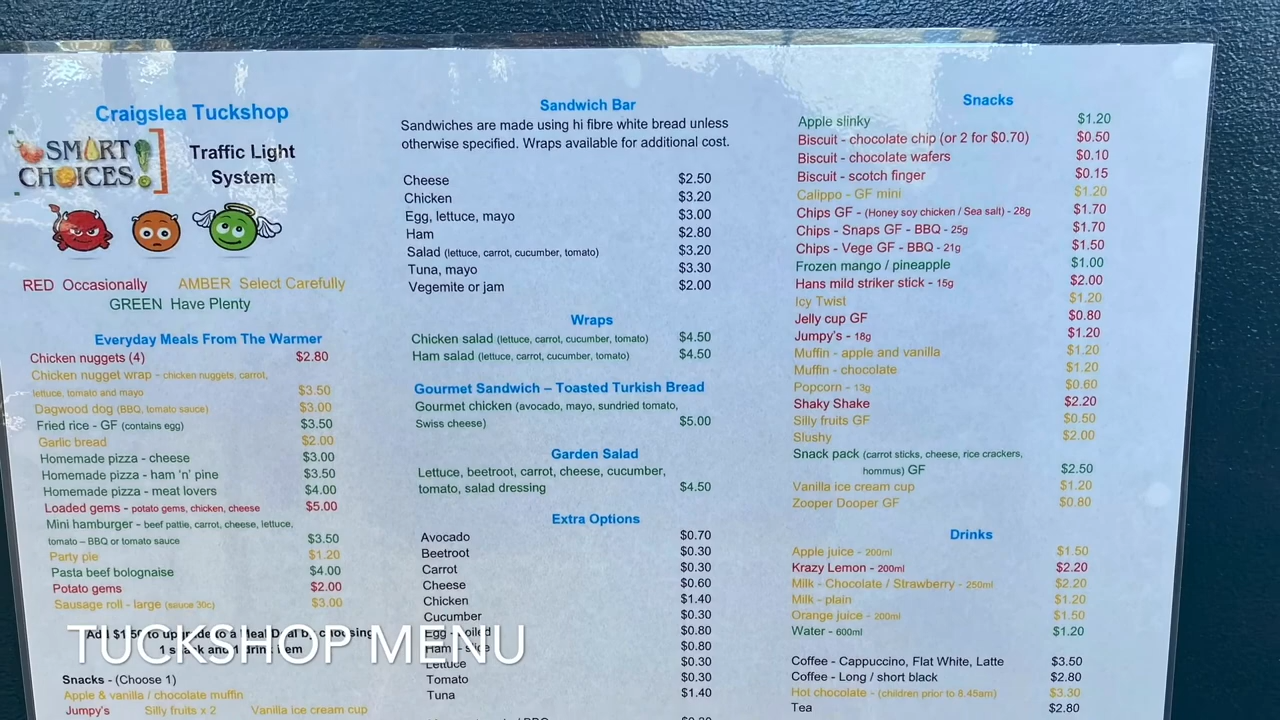 Craigslea Tuckshop
SMART
CHOICES!
Traffic Light
System
RED Occasionally AMBER Select Carefully
GREEN Have Plenty
Everyday Meals From The Warmer
Chicken nuggets (4) $2.80
Chicken nugget wrap - chicken nuggets, carrot,
lettuce, tomato and mayo $3.50
Dagwood dog (BBQ, tomato sauce) $3.00
Fried rice - GF (contains egg) $3.50
Garlic bread $2.00
Homemade pizza - cheese $3.00
Homemade pizza - ham 'n' pine $3.50
Homemade pizza - meat lovers $4.00
Loaded gems - potato gems, chicken, cheese $5.00
Mini hamburger - beef pattie, carrot, cheese, lettuce,
tomato – BBQ or tomato sauce $3.50
Party pie $1.20
Pasta beef bolognaise $4.00
Potato gems $2.00
Sausage roll - large (sauce 30c) $3.00
Add $1.50 to upgrade to a Meal Deal by choosing
1 snack and 1 drink item
Snacks - (Choose 1)
Apple & vanilla / chocolate muffin
Jumpy's Silly fruits x 2 Vanilla ice cream cup
Sandwich Bar
Sandwiches are made using hi fibre white bread unless
otherwise specified. Wraps available for additional cost.
Cheese $2.50
Chicken $3.20
Egg, lettuce, mayo $3.00
Ham $2.80
Salad (lettuce, carrot, cucumber, tomato) $3.20
Tuna, mayo $3.30
Vegemite or jam $2.00
Wraps
Chicken salad (lettuce, carrot, cucumber, tomato) $4.50
Ham salad (lettuce, carrot, cucumber, tomato) $4.50
Gourmet Sandwich – Toasted Turkish Bread
Gourmet chicken (avocado, mayo, sundried tomato,
Swiss cheese) $5.00
Garden Salad
Lettuce, beetroot, carrot, cheese, cucumber,
tomato, salad dressing $4.50
Extra Options
Avocado $0.70
Beetroot $0.30
Carrot $0.30
Cheese $0.60
Chicken $1.40
Cucumber $0.30
Egg - boiled $0.80
Ham - slice $0.80
Lettuce $0.30
Tomato $0.30
Tuna $1.40
Snacks
Apple slinky $1.20
Biscuit - chocolate chip (or 2 for $0.70) $0.50
Biscuit - chocolate wafers $0.10
Biscuit - scotch finger $0.15
Calippo - GF mini $1.20
Chips GF - (Honey soy chicken / Sea salt) - 28g $1.70
Chips - Snaps GF - BBQ - 25g $1.70
Chips - Vege GF - BBQ - 21g $1.50
Frozen mango / pineapple $1.00
Hans mild striker stick - 15g $2.00
Icy Twist $1.20
Jelly cup GF $0.80
Jumpy's - 18g $1.20
Muffin - apple and vanilla $1.20
Muffin - chocolate $1.20
Popcorn - 13g $0.60
Shaky Shake $2.20
Silly fruits GF $0.50
Slushy $2.00
Snack pack (carrot sticks, cheese, rice crackers,
hommus) GF $2.50
Vanilla ice cream cup $1.20
Zooper Dooper GF $0.80
Drinks
Apple juice - 200ml $1.50
Krazy Lemon - 200ml $2.20
Milk - Chocolate / Strawberry - 250ml $2.20
Milk - plain $1.20
Orange juice - 200ml $1.50
Water - 600ml $1.20
Coffee - Cappuccino, Flat White, Latte $3.50
Coffee - Long / short black $2.80
Hot chocolate - (children prior to 8.45am) $3.30
Tea $2.80
TUCKSHOP MENU